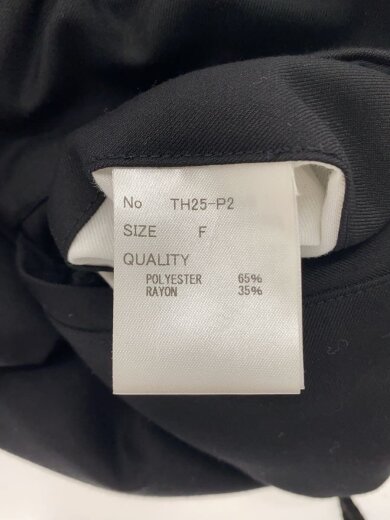 No TH25-P2
SIZE F
QUALITY
POLYESTER 65%
RAYON 35%